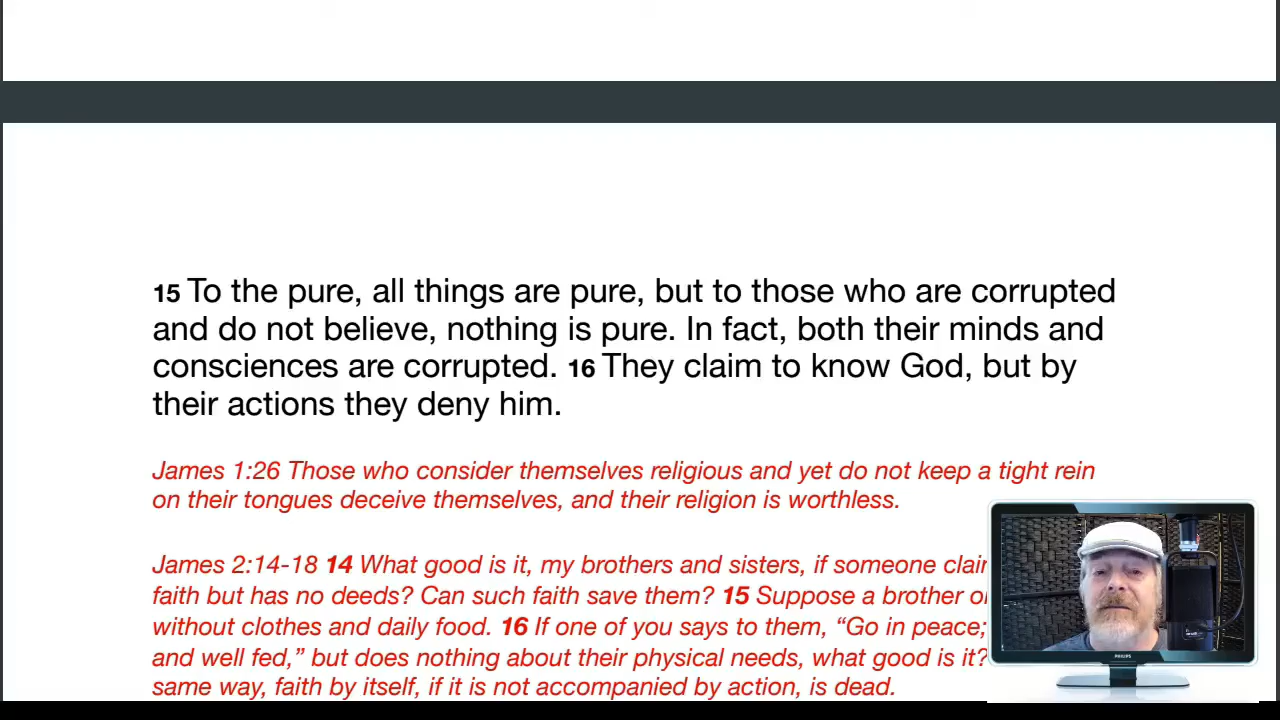 15 To the pure, all things are pure, but to those who are corrupted
and do not believe, nothing is pure. In fact, both their minds and
consciences are corrupted. 16 They claim to know God, but by
their actions they deny him.
James 1:26 Those who consider themselves religious and yet do not keep a tight rein
on their tongues deceive themselves, and their religion is worthless.
James 2:14-18 14 What good is it, my brothers and sisters, if someone
faith but has no deeds? Can such faith save them? 15 Suppose a brother
without clothes and daily food. 16 If one of you says to them, “Go in peace;
and well fed,” but does nothing about their physical needs, what good is it?
same way, faith by itself, if it is not accompanied by action, is dead.
PHILIPS